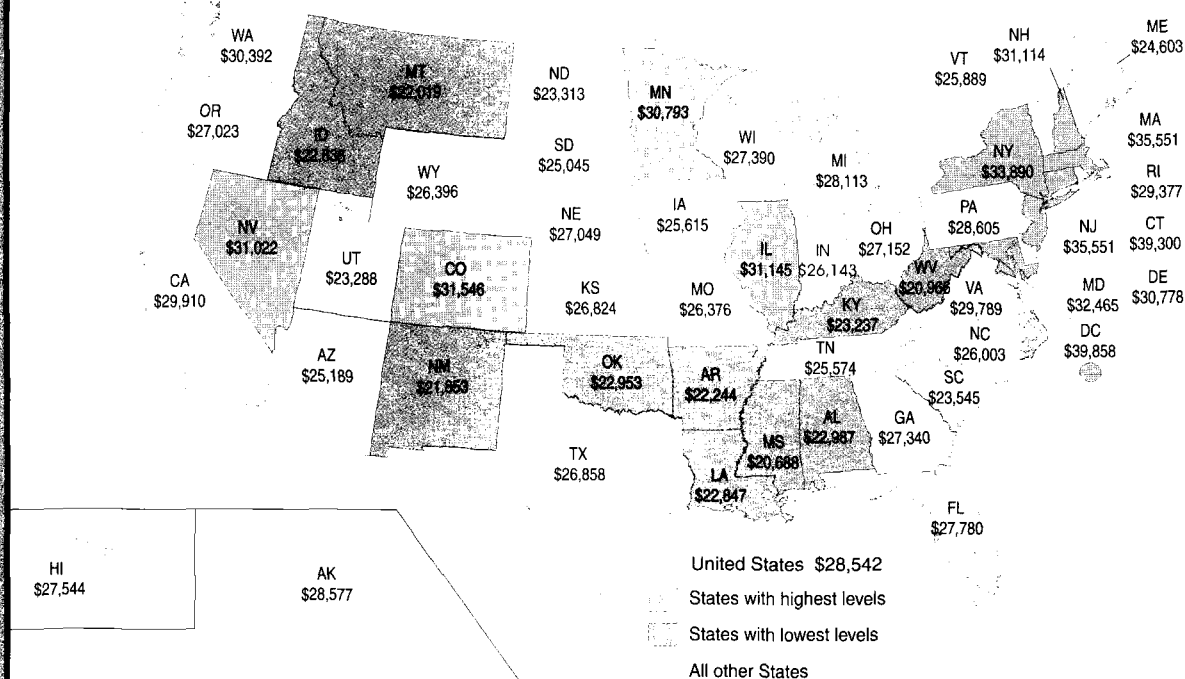 WA
$30,392
MT
$22,019
ND
$23,313
MN
$30,793
NH
$31,114
VT
$25,889
ME
$24,603
OR
$27,023
ID
SD
$25,045
WI
$27,390
MI
$28,113
NY
$33,890
MA
$35,551
WY
$26,396
RI
$29,377
NV
$31,022
NE
$27,049
IA
$25,615
PA
$28,605
UT
$23,288
CO
$31,546
IL
$31,145
IN
$26,143
OH
$27,152
NJ
$35,551
CT
$39,300
CA
$29,910
KS
$26,824
MO
$26,376
WV
$20,966
VA
$29,789
MD
$32,465
DE
$30,778
KY
$23,237
NC
$26,003
DC
$39,858
AZ
$25,189
NM
$21,853
OK
$22,953
AR
$22,244
TN
$25,574
SC
$23,545
TX
$26,858
MS
$20,688
AL
$22,987
GA
$27,340
LA
$22,847
FL
$27,780
HI
$27,544
AK
$28,577
United States $28,542
States with highest levels
States with lowest levels
All other States